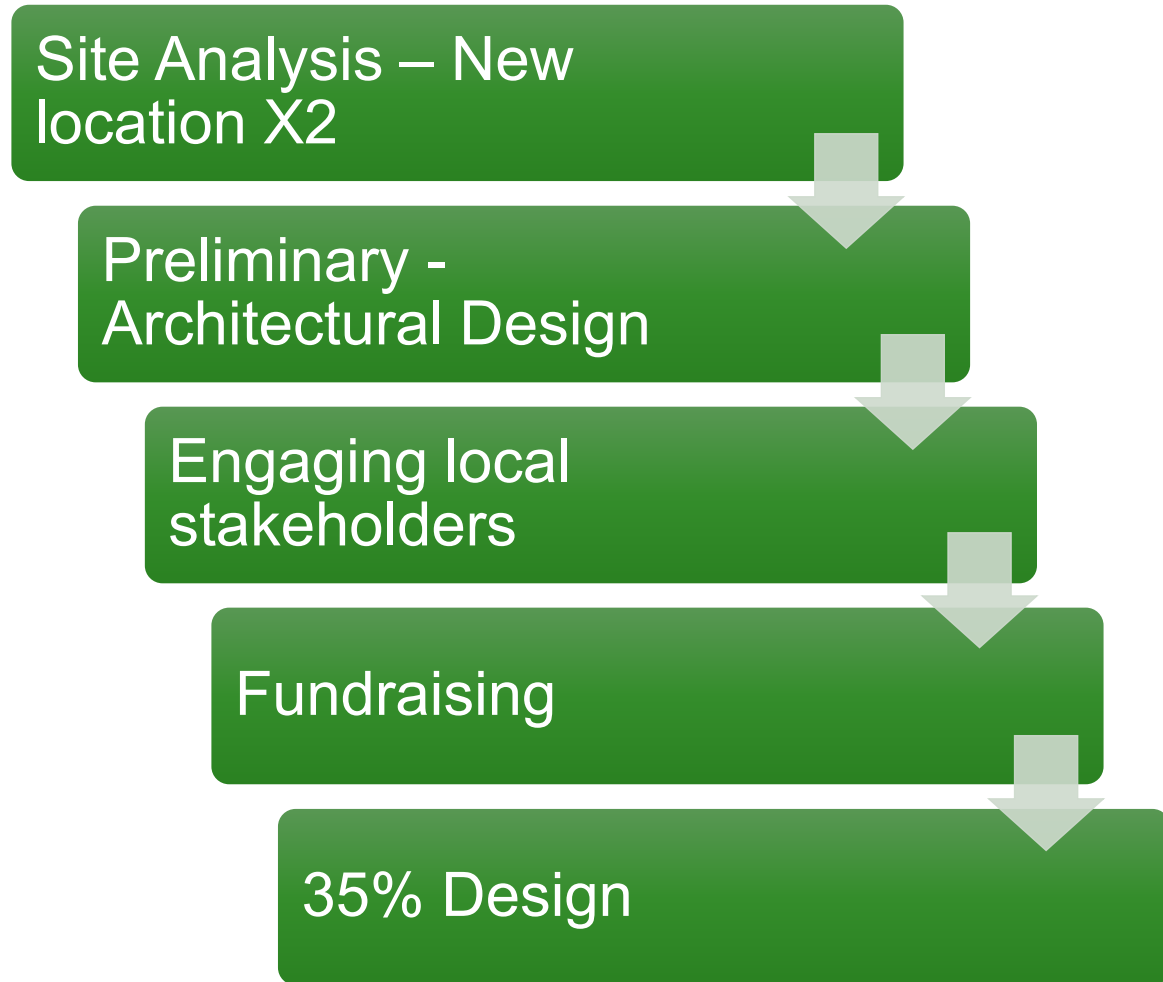 Site Analysis – New
location X2
Preliminary -
Architectural Design
Engaging local
stakeholders
Fundraising
35% Design